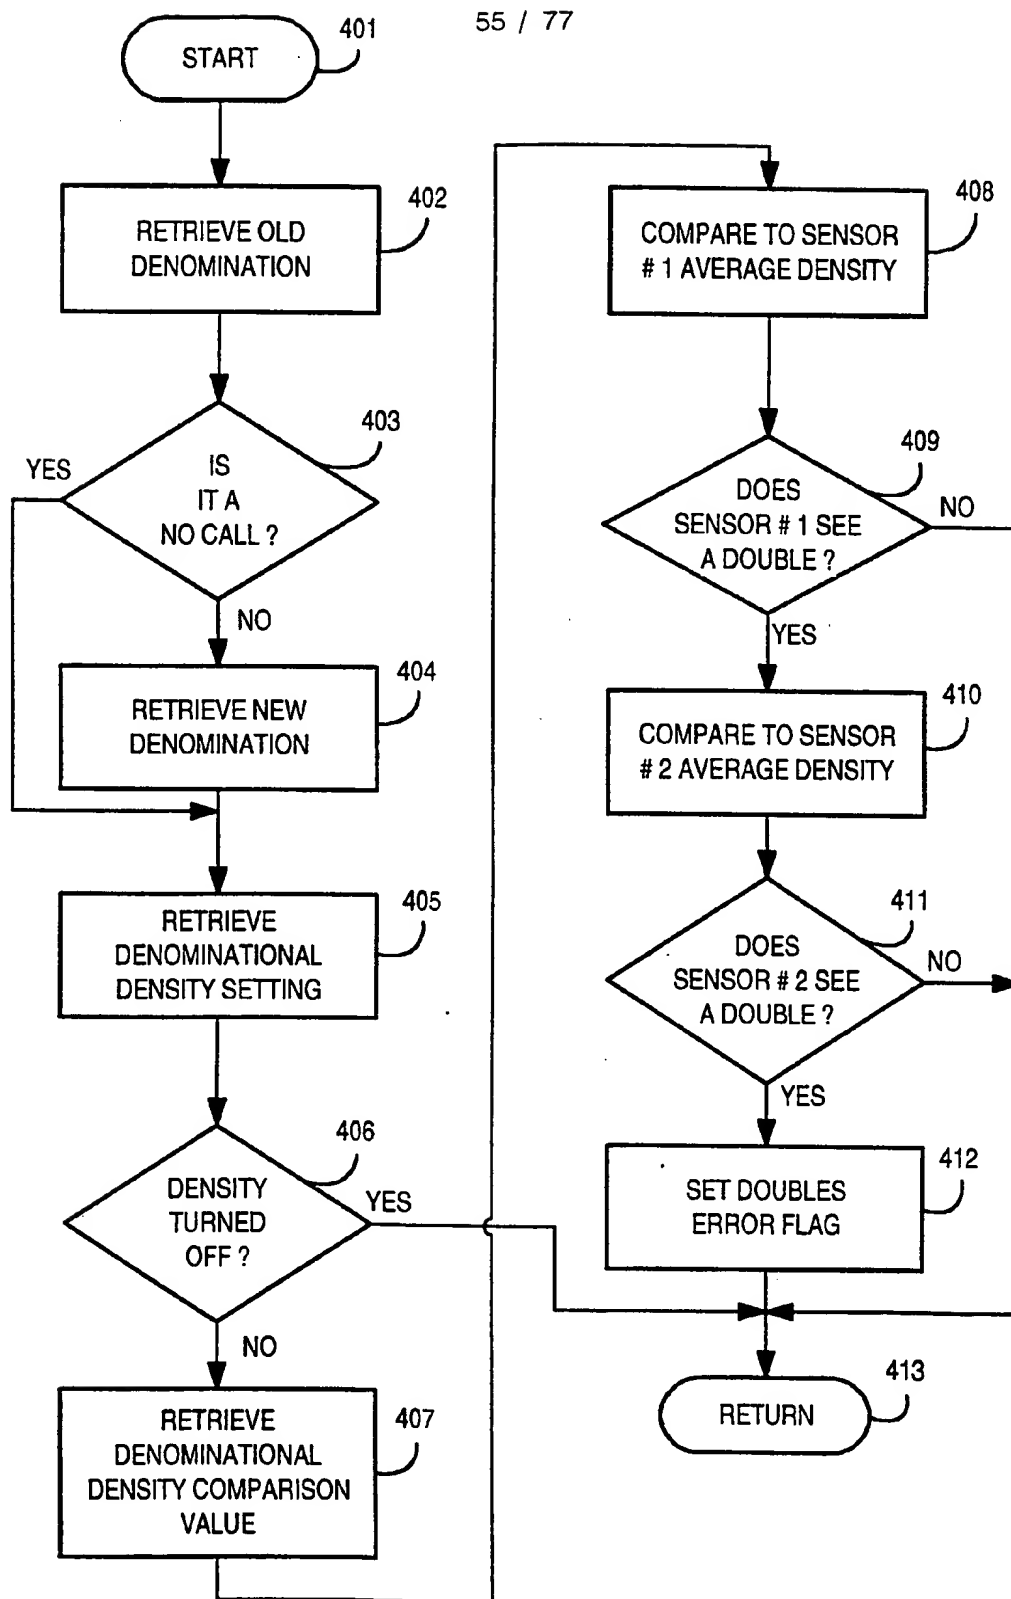 55 / 77
START
401
RETRIEVE OLD
DENOMINATION
402
IS
IT A
NO CALL ?
403
YES
NO
RETRIEVE NEW
DENOMINATION
404
RETRIEVE
DENOMINATIONAL
DENSITY SETTING
405
DENSITY
TURNED
OFF ?
406
YES
NO
RETRIEVE
DENOMINATIONAL
DENSITY COMPARISON
VALUE
407
COMPARE TO SENSOR
# 1 AVERAGE DENSITY
408
DOES
SENSOR # 1 SEE
A DOUBLE ?
409
NO
YES
COMPARE TO SENSOR
# 2 AVERAGE DENSITY
410
DOES
SENSOR # 2 SEE
A DOUBLE ?
411
NO
YES
SET DOUBLES
ERROR FLAG
412
RETURN
413